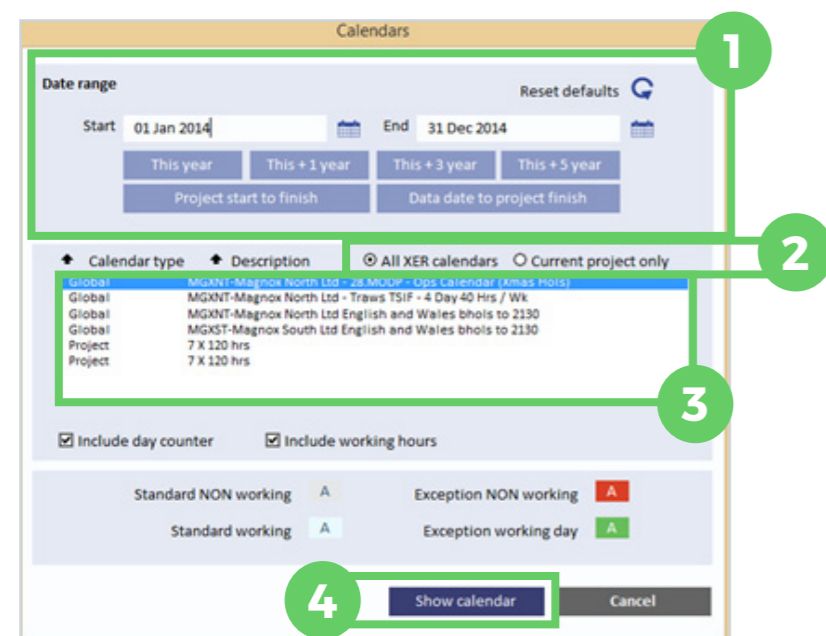 Calendars
1
Date range
Reset defaults
Start 01 Jan 2014 End 31 Dec 2014
This year This + 1 year This + 3 year This + 5 year
Project start to finish Data date to project finish
2
Calendar type Description All XER calendars Current project only
Global MGXNT-Magnox North Ltd - 28.MODP - Ops Calendar (Xmas Hols)
Global MGXNT-Magnox North Ltd - Traws TSIF - 4 Day 40 Hrs / Wk
Global MGXNT-Magnox North Ltd English and Wales bhols to 2130
Global MGXST-Magnox South Ltd English and Wales bhols to 2130
Project 7 X 120 hrs
Project 7 X 120 hrs
3
Include day counter Include working hours
Standard NON working A Exception NON working A
Standard working A Exception working day A
4
Show calendar Cancel